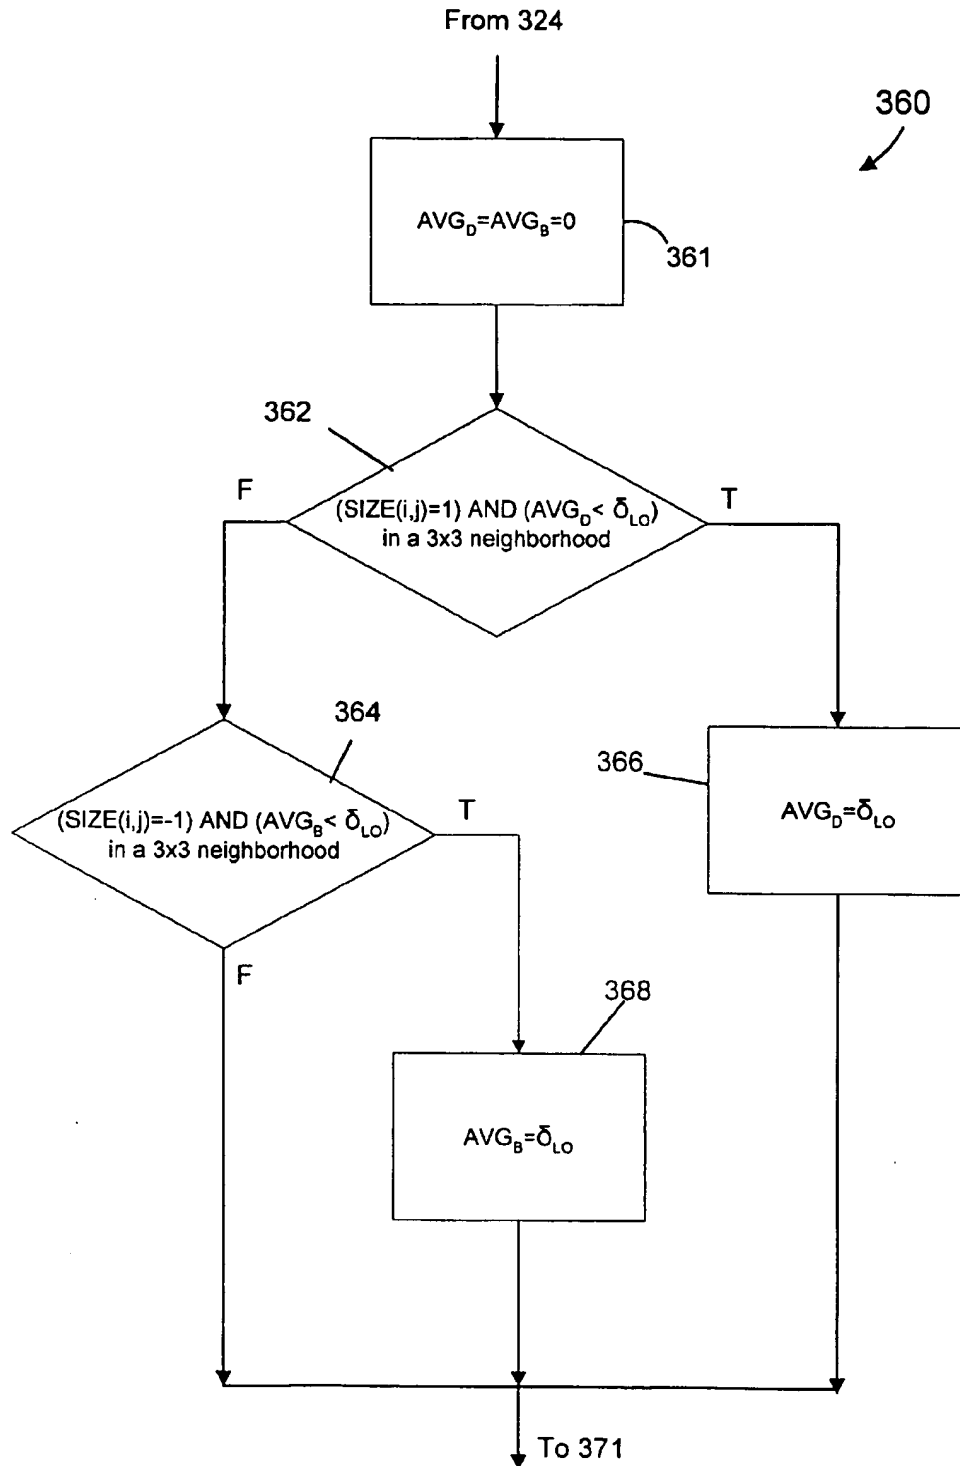 From 324
360
AVG_D=AVG_B=0
361
362
F
T
(SIZE(i,j)=1) AND (AVG_D< δ_LO)
in a 3x3 neighborhood
364
366
(SIZE(i,j)=-1) AND (AVG_B< δ_LO)
in a 3x3 neighborhood
T
AVG_D=δ_LO
F
368
AVG_B=δ_LO
To 371